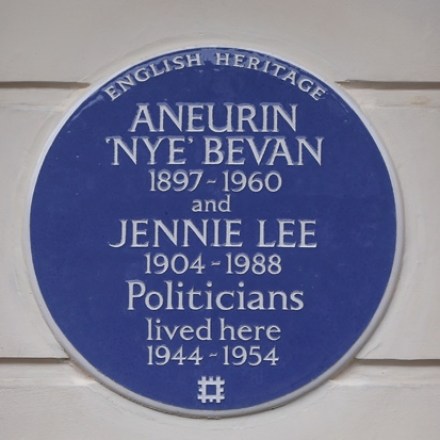 ENGLISH HERITAGE
ANEURIN
'NYE' BEVAN
1897-1960
and
JENNIE LEE
1904-1988
Politicians
lived here
1944-1954